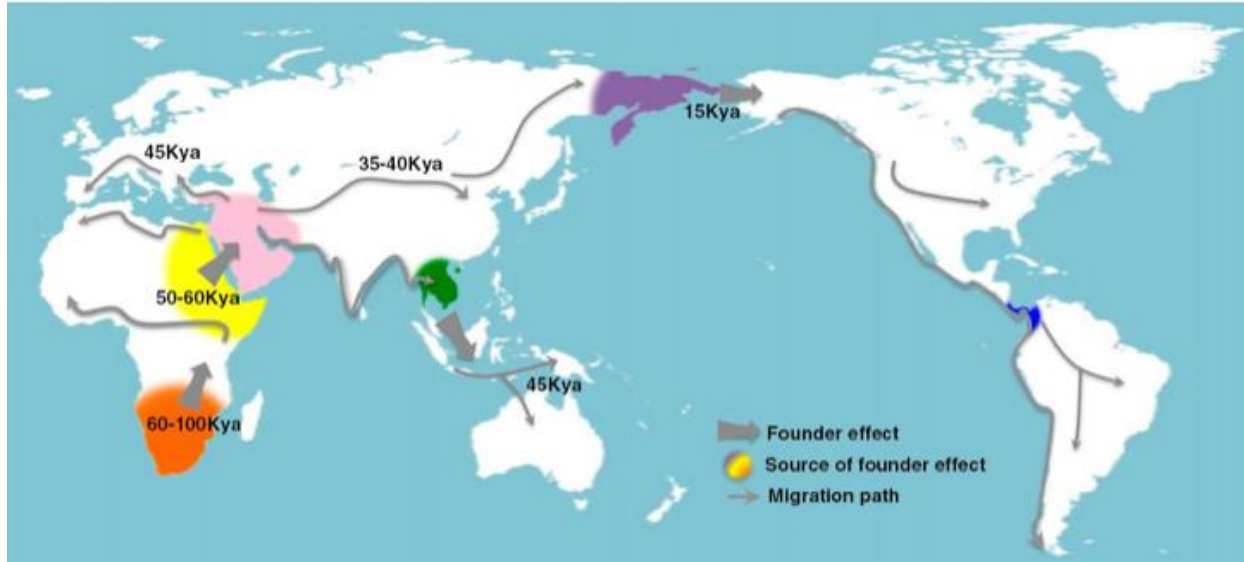 15Kya
45Kya
35-40Kya
50-60Kya
45Kya
60-100Kya
Founder effect
Source of founder effect
Migration path